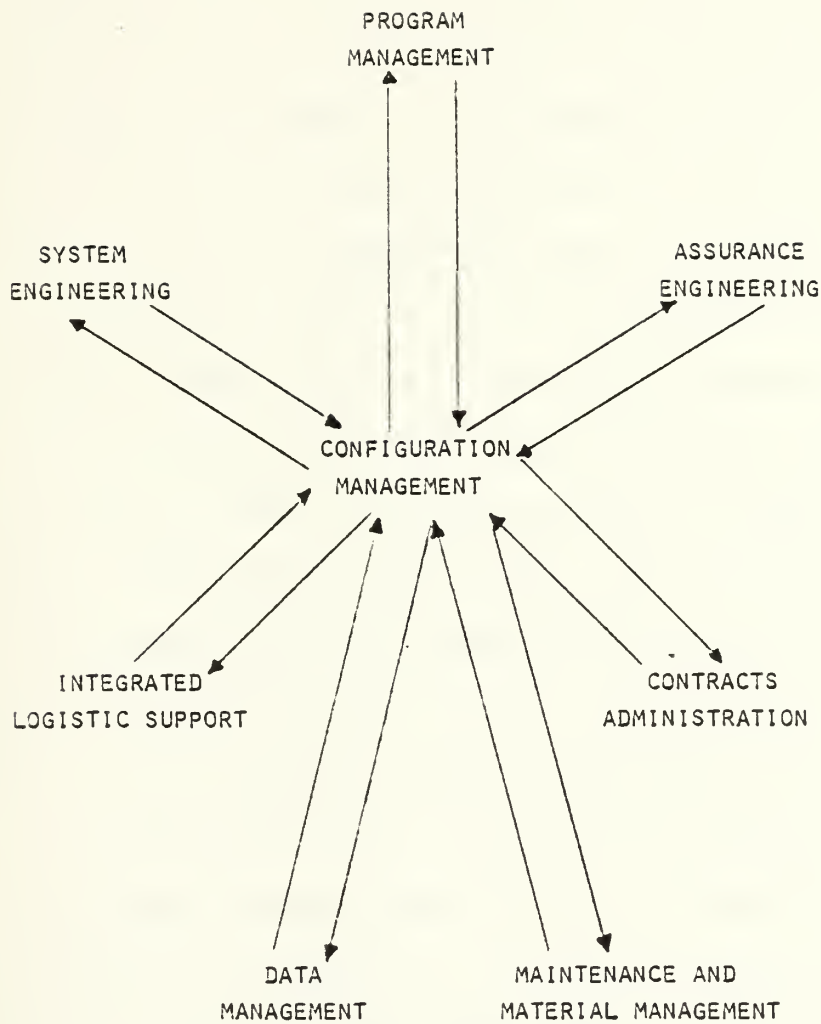 PROGRAM
MANAGEMENT
SYSTEM
ENGINEERING
ASSURANCE
ENGINEERING
CONFIGURATION
MANAGEMENT
INTEGRATED
LOGISTIC SUPPORT
CONTRACTS
ADMINISTRATION
DATA
MANAGEMENT
MAINTENANCE AND
MATERIAL MANAGEMENT